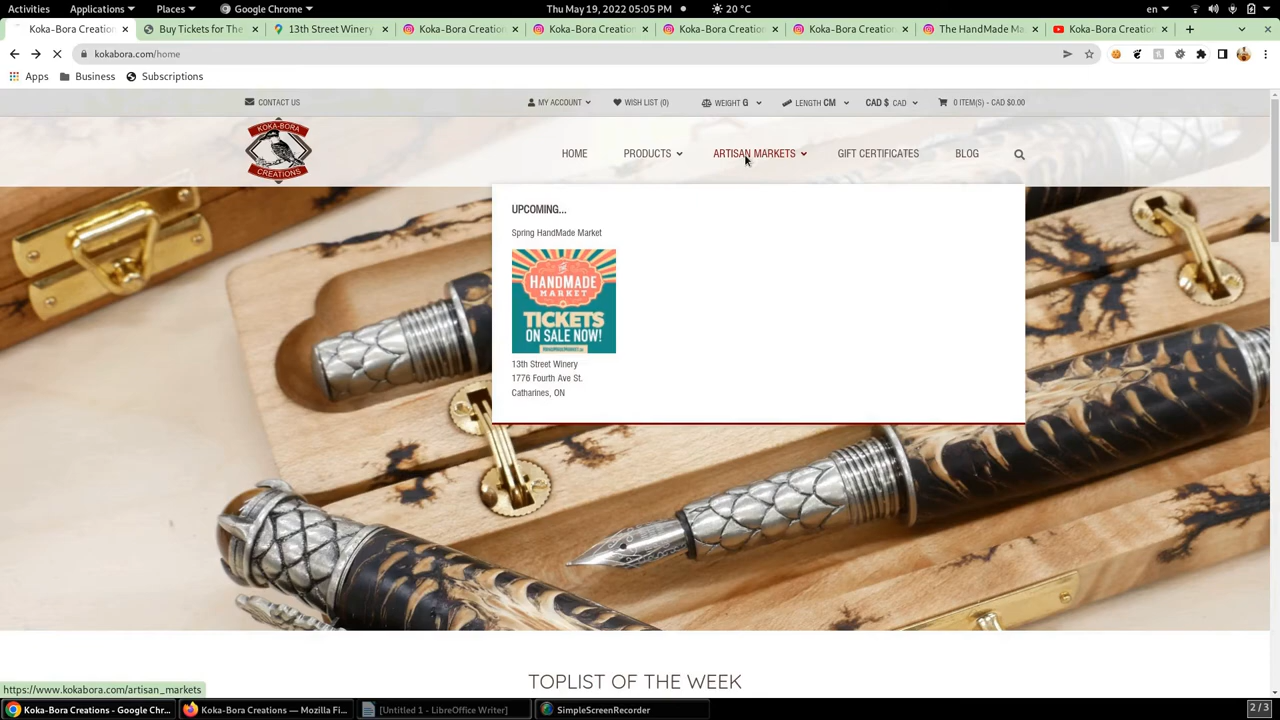 Activities Applications Places Google Chrome Thu May 19, 2022 05:05 PM 20 °C en
Koka-Bora Creation Buy Tickets for The 13th Street Winery Koka-Bora Creation Koka-Bora Creation Koka-Bora Creation Koka-Bora Creation The HandMade Ma Koka-Bora Creation
kokabora.com/home
Apps Business Subscriptions
CONTACT US MY ACCOUNT WISH LIST (0) WEIGHT G LENGTH CM CAD $ CAD 0 ITEM(S) - CAD $0.00
KOKA-BORA
CREATIONS
HOME PRODUCTS ARTISAN MARKETS GIFT CERTIFICATES BLOG
UPCOMING...
Spring HandMade Market
THE
HANDMADE
MARKET
TICKETS
ON SALE NOW!
13th Street Winery
1776 Fourth Ave St.
Catharines, ON
TOPLIST OF THE WEEK
https://www.kokabora.com/artisan_markets
Koka-Bora Creations - Google Chr... Koka-Bora Creations — Mozilla Fi... [Untitled 1 - LibreOffice Writer] SimpleScreenRecorder 2 / 3